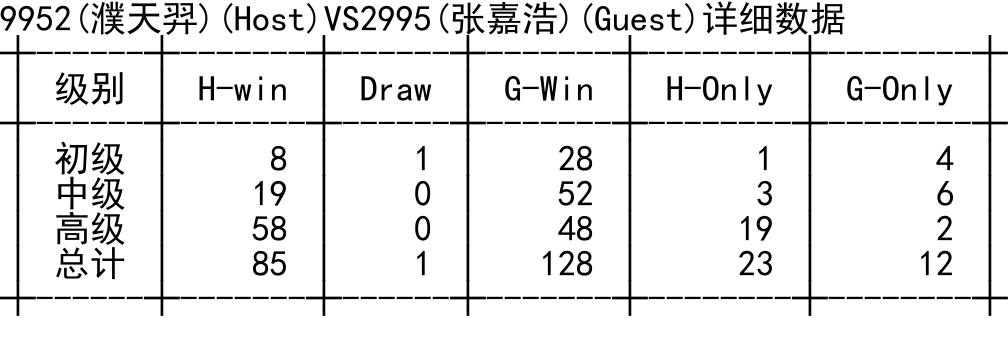 9952(濮天羿)(Host)VS2995(张嘉浩)(Guest)详细数据
级别 H-win Draw G-Win H-Only G-Only
初级 8 1 28 1 4
中级 19 0 52 3 6
高级 58 0 48 19 2
总计 85 1 128 23 12